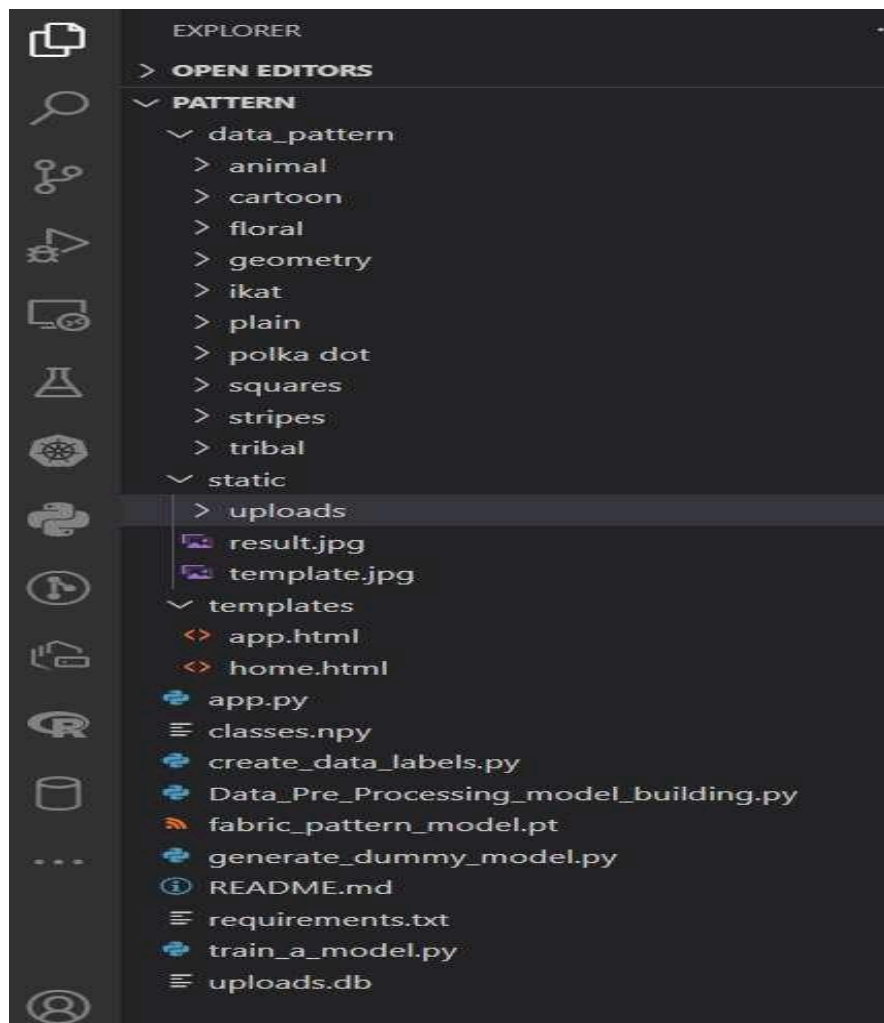 EXPLORER
OPEN EDITORS
PATTERN
data_pattern
animal
cartoon
floral
geometry
ikat
plain
polka dot
squares
stripes
tribal
static
uploads
result.jpg
template.jpg
templates
app.html
home.html
app.py
classes.npy
create_data_labels.py
Data_Pre_Processing_model_building.py
fabric_pattern_model.pt
generate_dummy_model.py
README.md
requirements.txt
train_a_model.py
uploads.db